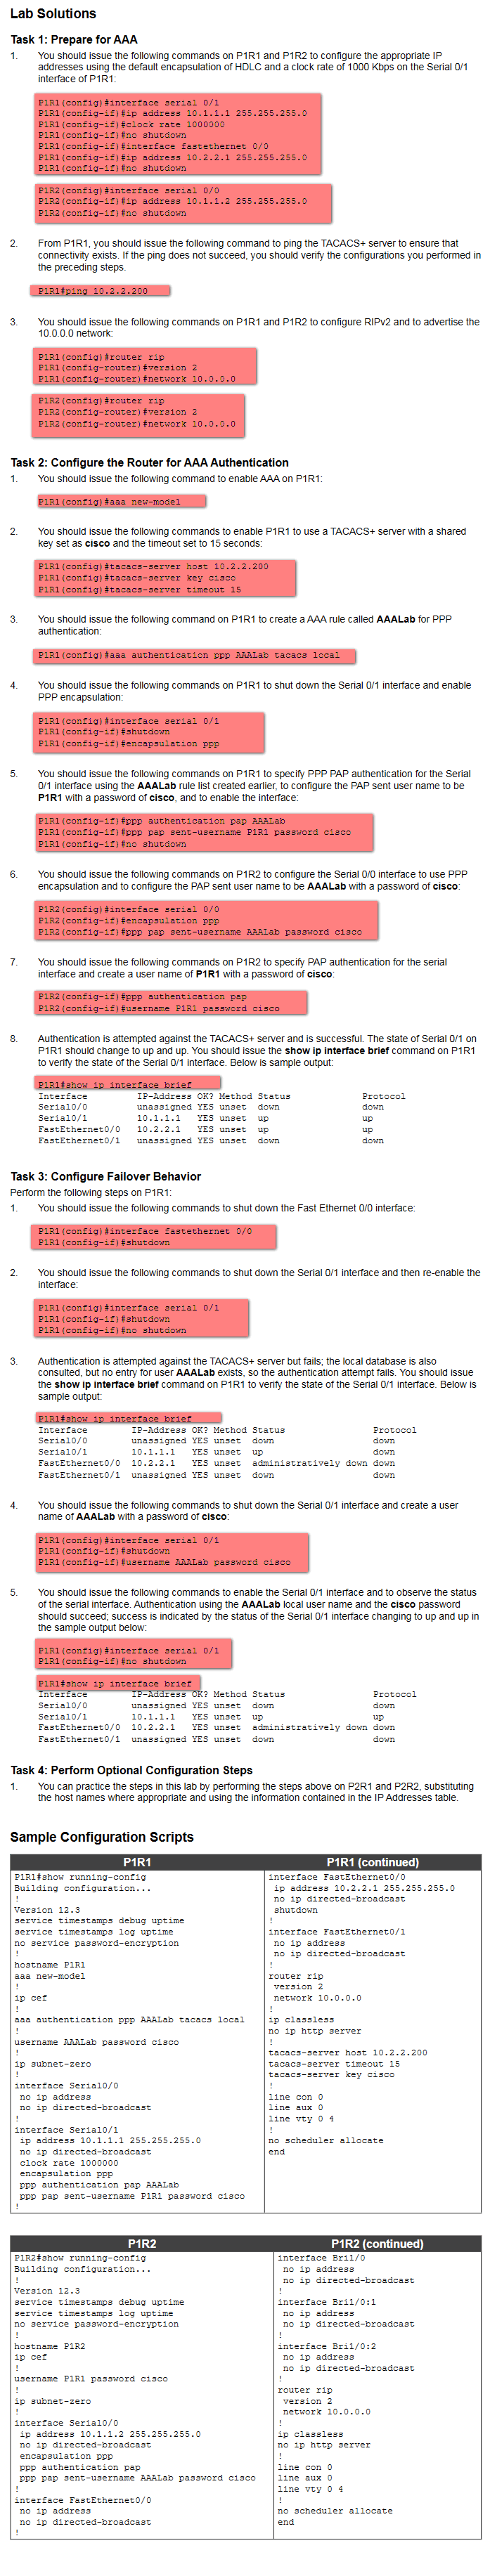 Lab Solutions
Task 1: Prepare for AAA
1. You should issue the following commands on P1R1 and P1R2 to configure the appropriate IP
addresses using the default encapsulation of HDLC and a clock rate of 1000 Kbps on the Serial 0/1
interface of P1R1:
P1R1(config)#interface serial 0/1
P1R1(config-if)#ip address 10.1.1.1 255.255.255.0
P1R1(config-if)#clock rate 1000000
P1R1(config-if)#no shutdown
P1R1(config-if)#interface fastethernet 0/0
P1R1(config-if)#ip address 10.2.2.1 255.255.255.0
P1R1(config-if)#no shutdown
P1R2(config)#interface serial 0/0
P1R2(config-if)#ip address 10.1.1.2 255.255.255.0
P1R2(config-if)#no shutdown
2. From P1R1, you should issue the following command to ping the TACACS+ server to ensure that
connectivity exists. If the ping does not succeed, you should verify the configurations you performed in
the preceding steps.
P1R1#ping 10.2.2.200
3. You should issue the following commands on P1R1 and P1R2 to configure RIPv2 and to advertise the
10.0.0.0 network:
P1R1(config)#router rip
P1R1(config-router)#version 2
P1R1(config-router)#network 10.0.0.0
P1R2(config)#router rip
P1R2(config-router)#version 2
P1R2(config-router)#network 10.0.0.0
Task 2: Configure the Router for AAA Authentication
1. You should issue the following command to enable AAA on P1R1:
P1R1(config)#aaa new-model
2. You should issue the following commands to enable P1R1 to use a TACACS+ server with a shared
key set as cisco and the timeout set to 15 seconds:
P1R1(config)#tacacs-server host 10.2.2.200
P1R1(config)#tacacs-server key cisco
P1R1(config)#tacacs-server timeout 15
3. You should issue the following command on P1R1 to create a AAA rule called AAALab for PPP
authentication:
P1R1(config)#aaa authentication ppp AAALab tacacs local
4. You should issue the following commands on P1R1 to shut down the Serial 0/1 interface and enable
PPP encapsulation:
P1R1(config)#interface serial 0/1
P1R1(config-if)#shutdown
P1R1(config-if)#encapsulation ppp
5. You should issue the following commands on P1R1 to specify PPP PAP authentication for the Serial
0/1 interface using the AAALab rule list created earlier, to configure the PAP sent user name to be
P1R1 with a password of cisco, and to enable the interface:
P1R1(config-if)#ppp authentication pap AAALab
P1R1(config-if)#ppp pap sent-username P1R1 password cisco
P1R1(config-if)#no shutdown
6. You should issue the following commands on P1R2 to configure the Serial 0/0 interface to use PPP
encapsulation and to configure the PAP sent user name to be AAALab with a password of cisco:
P1R2(config)#interface serial 0/0
P1R2(config-if)#encapsulation ppp
P1R2(config-if)#ppp pap sent-username AAALab password cisco
7. You should issue the following commands on P1R2 to specify PAP authentication for the serial
interface and create a user name of P1R1 with a password of cisco:
P1R2(config-if)#ppp authentication pap
P1R2(config-if)#username P1R1 password cisco
8. Authentication is attempted against the TACACS+ server and is successful. The state of Serial 0/1 on
P1R1 should change to up and up. You should issue the show ip interface brief command on P1R1
to verify the state of the Serial 0/1 interface. Below is sample output:
P1R1#show ip interface brief
Interface IP-Address OK? Method Status Protocol
Serial0/0 unassigned YES unset down down
Serial0/1 10.1.1.1 YES unset up up
FastEthernet0/0 10.2.2.1 YES unset up up
FastEthernet0/1 unassigned YES unset down down
Task 3: Configure Failover Behavior
Perform the following steps on P1R1:
1. You should issue the following commands to shut down the Fast Ethernet 0/0 interface:
P1R1(config)#interface fastethernet 0/0
P1R1(config-if)#shutdown
2. You should issue the following commands to shut down the Serial 0/1 interface and then re-enable the
interface:
P1R1(config)#interface serial 0/1
P1R1(config-if)#shutdown
P1R1(config-if)#no shutdown
3. Authentication is attempted against the TACACS+ server but fails; the local database is also
consulted, but no entry for user AAALab exists, so the authentication attempt fails. You should issue
the show ip interface brief command on P1R1 to verify the state of the Serial 0/1 interface. Below is
sample output:
P1R1#show ip interface brief
Interface IP-Address OK? Method Status Protocol
Serial0/0 unassigned YES unset down down
Serial0/1 10.1.1.1 YES unset up down
FastEthernet0/0 10.2.2.1 YES unset administratively down down
FastEthernet0/1 unassigned YES unset down down
4. You should issue the following commands to shut down the Serial 0/1 interface and create a user
name of AAALab with a password of cisco:
P1R1(config)#interface serial 0/1
P1R1(config-if)#shutdown
P1R1(config-if)#username AAALab password cisco
5. You should issue the following commands to enable the Serial 0/1 interface and to observe the status
of the serial interface. Authentication using the AAALab local user name and the cisco password
should succeed; success is indicated by the status of the Serial 0/1 interface changing to up and up in
the sample output below:
P1R1(config)#interface serial 0/1
P1R1(config-if)#no shutdown
P1R1#show ip interface brief
Interface IP-Address OK? Method Status Protocol
Serial0/0 unassigned YES unset down down
Serial0/1 10.1.1.1 YES unset up up
FastEthernet0/0 10.2.2.1 YES unset administratively down down
FastEthernet0/1 unassigned YES unset down down
Task 4: Perform Optional Configuration Steps
1. You can practice the steps in this lab by performing the steps above on P2R1 and P2R2, substituting
the host names where appropriate and using the information contained in the IP Addresses table.
Sample Configuration Scripts
P1R1
P1R1#show running-config
Building configuration...
!
Version 12.3
service timestamps debug uptime
service timestamps log uptime
no service password-encryption
!
hostname P1R1
aaa new-model
!
ip cef
!
aaa authentication ppp AAALab tacacs local
!
username AAALab password cisco
!
ip subnet-zero
!
interface Serial0/0
no ip address
no ip directed-broadcast
!
interface Serial0/1
ip address 10.1.1.1 255.255.255.0
no ip directed-broadcast
clock rate 1000000
encapsulation ppp
ppp authentication pap AAALab
ppp pap sent-username P1R1 password cisco
!
P1R1 (continued)
interface FastEthernet0/0
ip address 10.2.2.1 255.255.255.0
no ip directed-broadcast
shutdown
!
interface FastEthernet0/1
no ip address
no ip directed-broadcast
!
router rip
version 2
network 10.0.0.0
!
ip classless
no ip http server
!
tacacs-server host 10.2.2.200
tacacs-server timeout 15
tacacs-server key cisco
!
line con 0
line aux 0
line vty 0 4
!
no scheduler allocate
end
P1R2
P1R2#show running-config
Building configuration...
!
Version 12.3
service timestamps debug uptime
service timestamps log uptime
no service password-encryption
!
hostname P1R2
ip cef
!
username P1R1 password cisco
!
ip subnet-zero
!
interface Serial0/0
ip address 10.1.1.2 255.255.255.0
no ip directed-broadcast
encapsulation ppp
ppp authentication pap
ppp pap sent-username AAALab password cisco
!
interface FastEthernet0/0
no ip address
no ip directed-broadcast
!
P1R2 (continued)
interface Bri1/0
no ip address
no ip directed-broadcast
!
interface Bri1/0:1
no ip address
no ip directed-broadcast
!
interface Bri1/0:2
no ip address
no ip directed-broadcast
!
router rip
version 2
network 10.0.0.0
!
ip classless
no ip http server
!
line con 0
line aux 0
line vty 0 4
!
no scheduler allocate
end